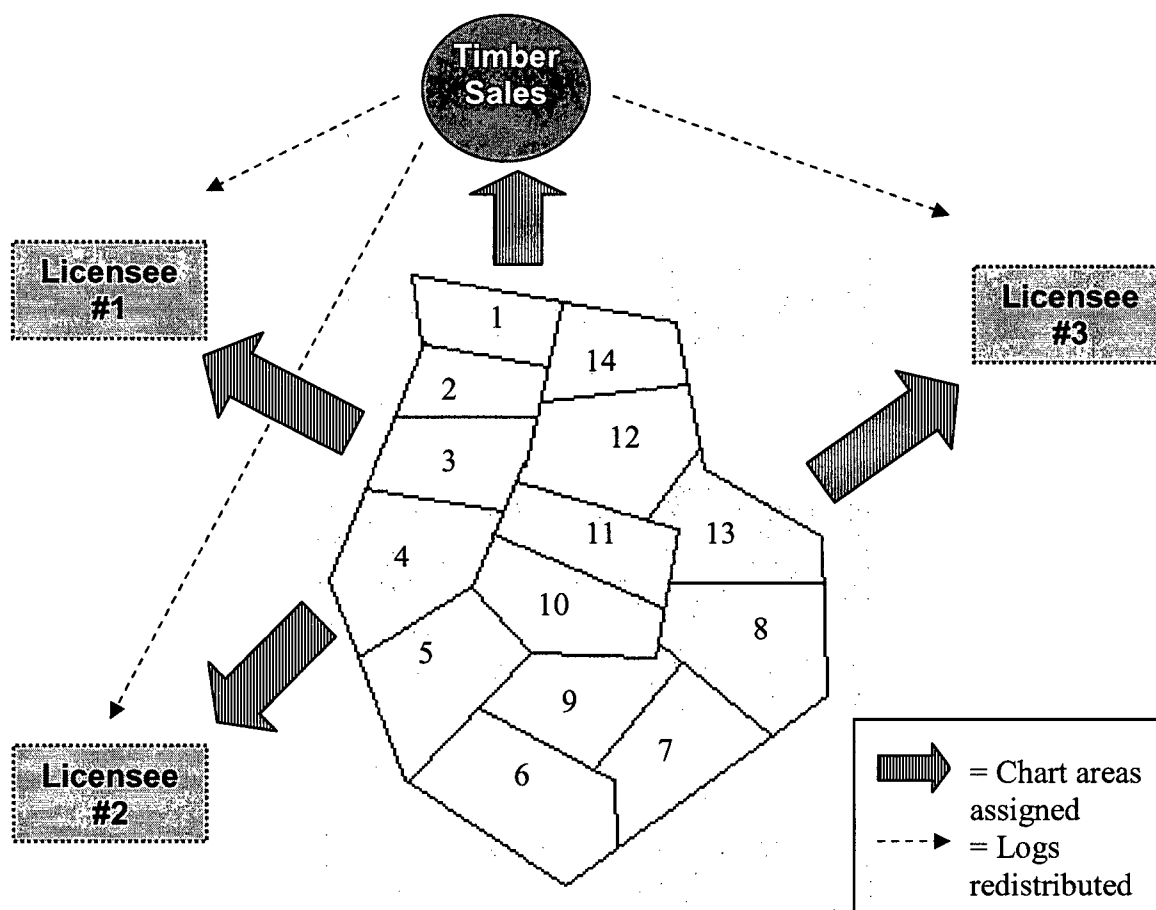 Timber
Sales
Licensee
#1
Licensee
#3
1
14
2
12
3
11
13
4
10
8
5
9
7
6
Licensee
#2
= Chart areas
assigned
= Logs
redistributed